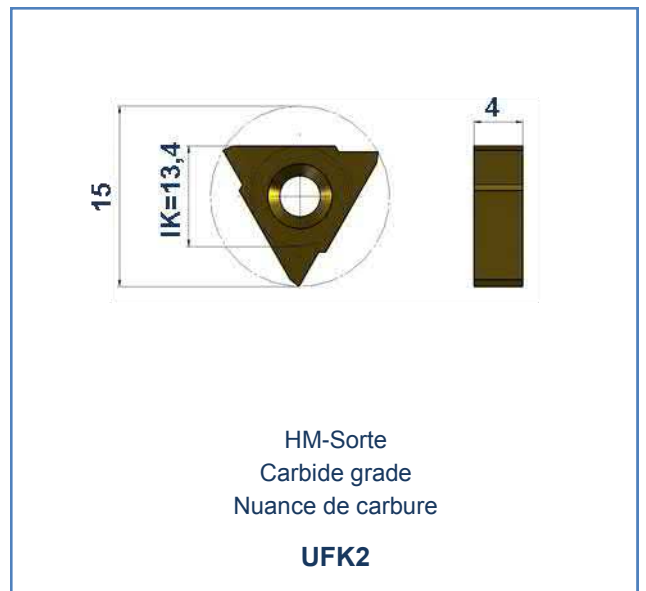 4
15
IK=13,4
HM-Sorte
Carbide grade
Nuance de carbure
UFK2